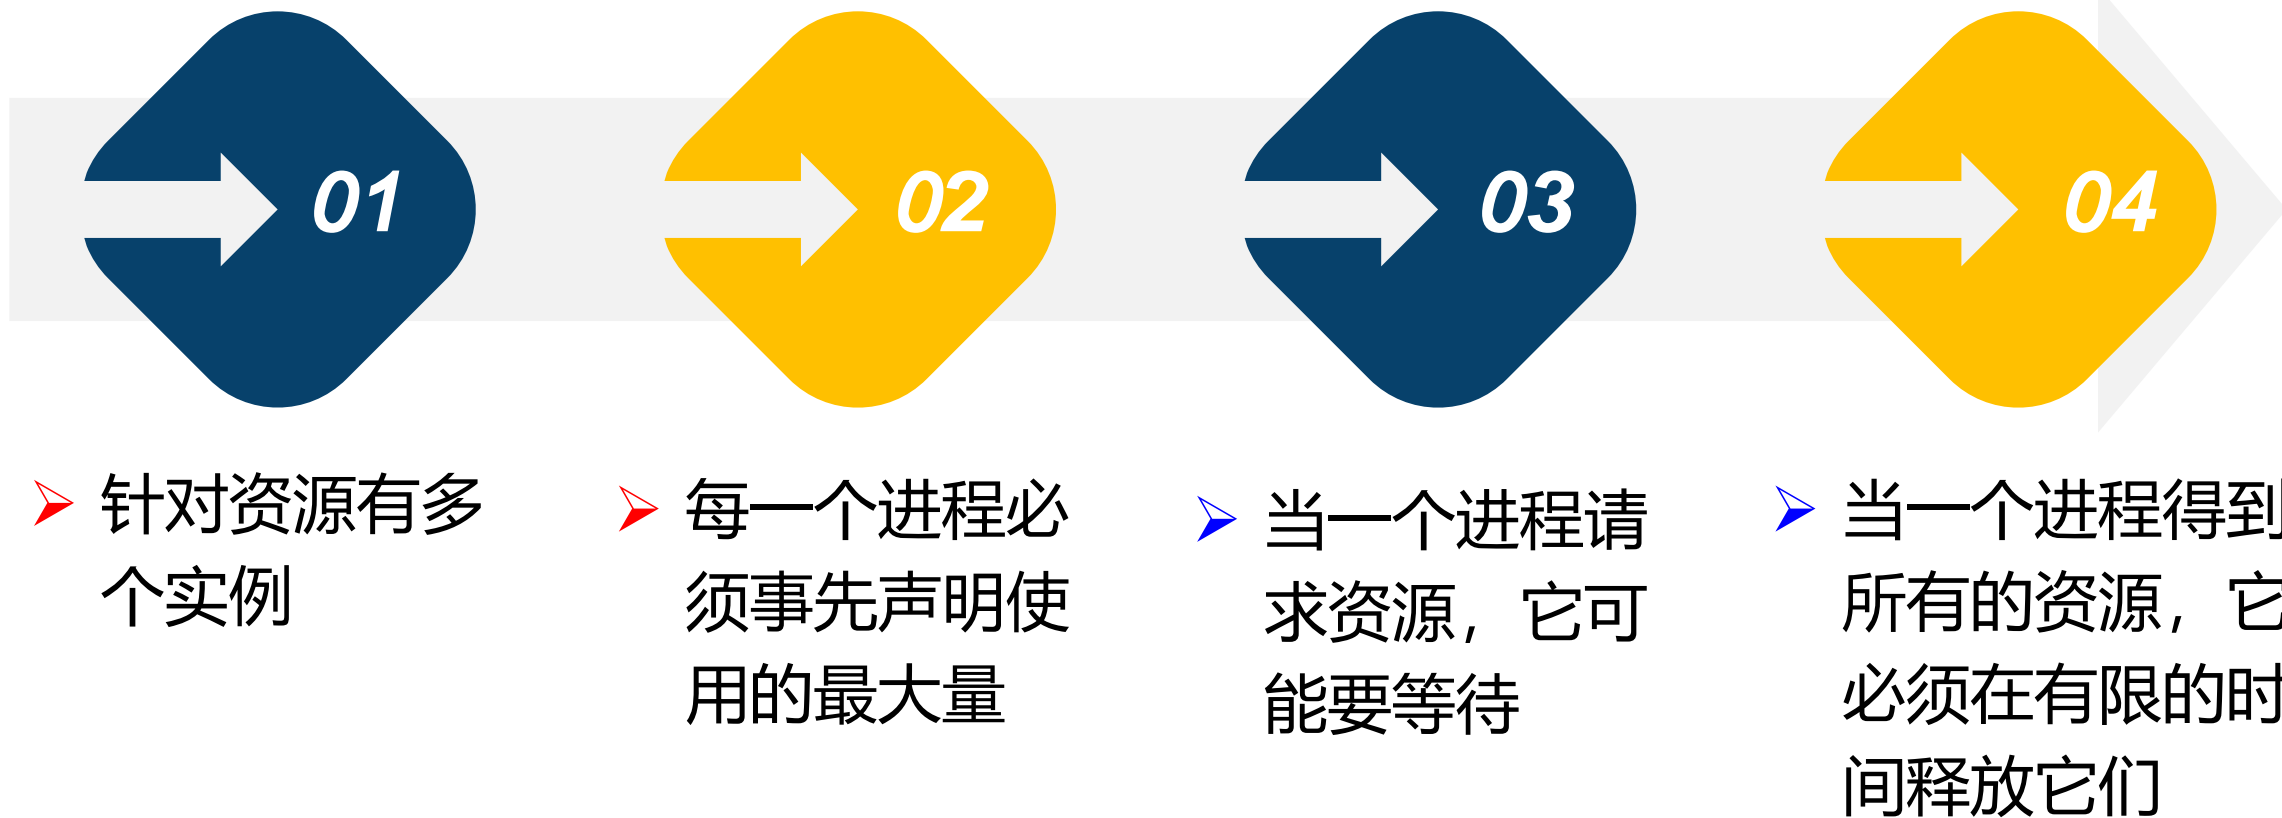 01
02
03
04
针对资源有多
个实例
每一个进程必
须事先声明使
用的最大量
当一个进程请
求资源，它可
能要等待
当一个进程得到
所有的资源，它
必须在有限的时
间释放它们